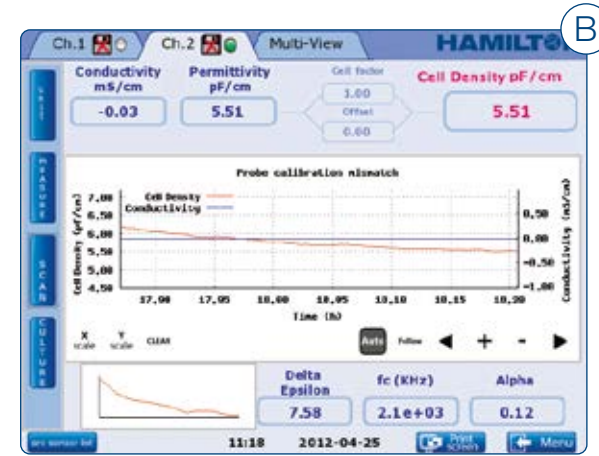 B
Ch.1 Ch.2 Multi-View HAMILTON
Conductivity mS/cm
-0.03
Permittivity pF/cm
5.51
Cell factor
1.00
Offset
0.00
Cell Density pF/cm
5.51
MEASURE
SCAN
CULTURE
Probe calibration mismatch
Cell Density
Conductivity
Cell Density (pF/cm)
7,00
6,50
6,00
5,50
5,00
4,50
0,50
0,00
-0,50
-1,00
Conductivity (mS/cm)
17,90 17,95 18,00 18,05 18,10 18,15 18,20
Time (h)
X scale
Y scale
CLEAR
Auto
Follow
+ -
Delta Epsilon
7.58
fc (KHz)
2.1e+03
Alpha
0.12
11:18 2012-04-25
Print screen
Menu